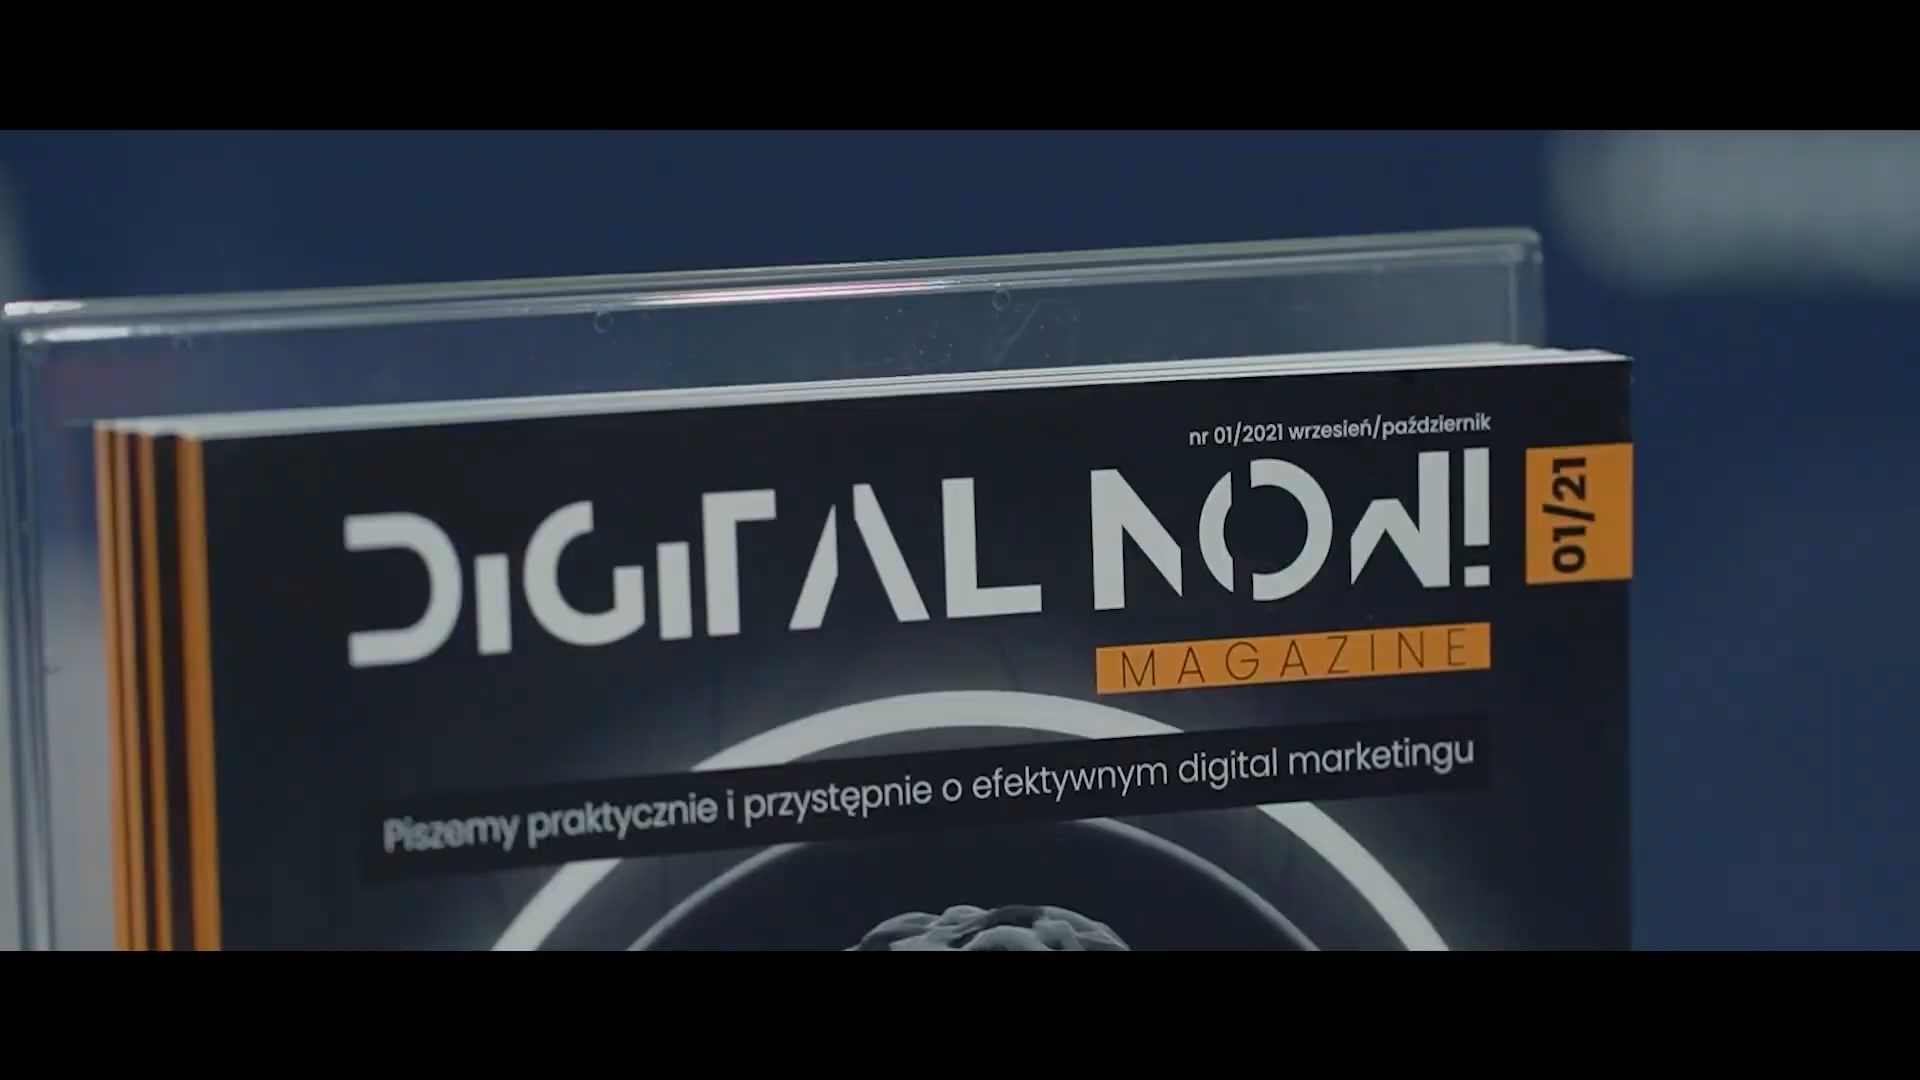 nr 01/2021 wrzesień/październik
DIGITAL NOW!
01/21
MAGAZINE
Piszemy praktycznie i przystępnie o efektywnym digital marketingu